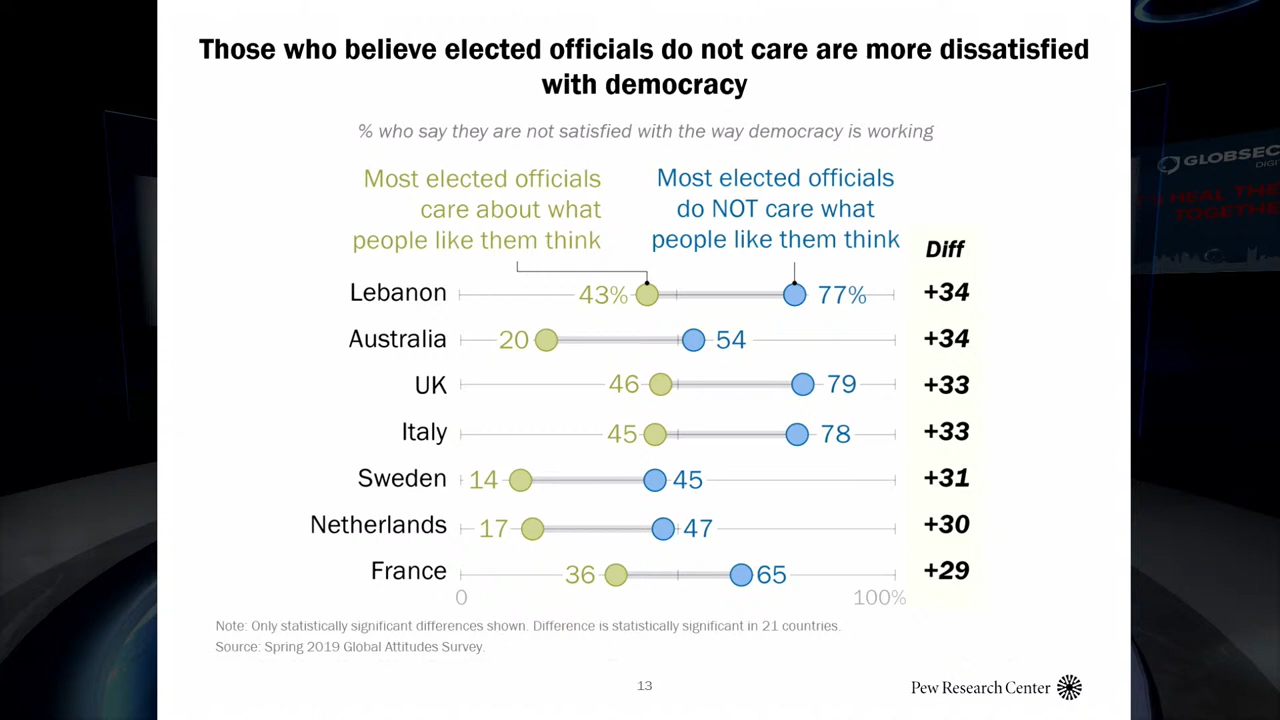 Those who believe elected officials do not care are more dissatisfied
with democracy
% who say they are not satisfied with the way democracy is working
Most elected officials
care about what
people like them think
Most elected officials
do NOT care what
people like them think
Diff
Lebanon 43% 77% +34
Australia 20 54 +34
UK 46 79 +33
Italy 45 78 +33
Sweden 14 45 +31
Netherlands 17 47 +30
France 36 65 +29
0 100%
Note: Only statistically significant differences shown. Difference is statistically significant in 21 countries.
Source: Spring 2019 Global Attitudes Survey.
13
Pew Research Center
GLOBSEC
HEAL THE
TOGETHE